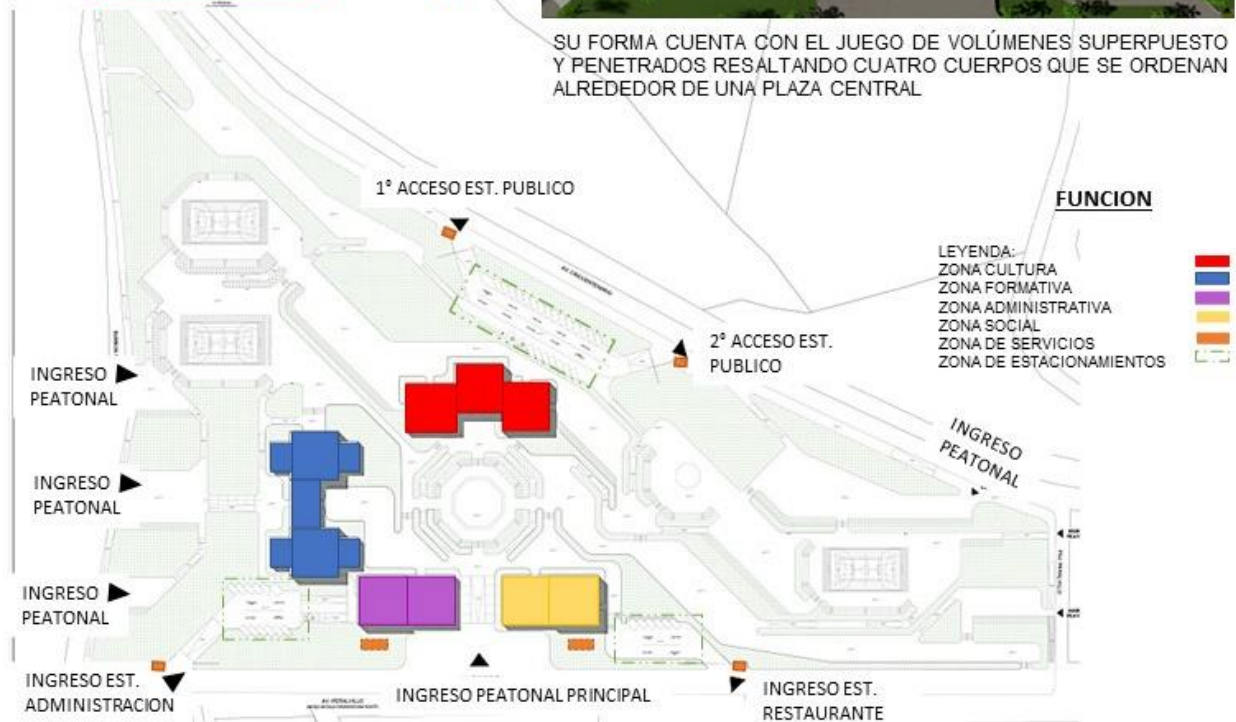 SU FORMA CUENTA CON EL JUEGO DE VOLÚMENES SUPERPUESTO
Y PENETRADOS RESALTANDO CUATRO CUERPOS QUE SE ORDENAN
ALREDEDOR DE UNA PLAZA CENTRAL
1° ACCESO EST. PUBLICO
FUNCION
LEYENDA:
ZONA CULTURA
ZONA FORMATIVA
ZONA ADMINISTRATIVA
ZONA SOCIAL
ZONA DE SERVICIOS
ZONA DE ESTACIONAMIENTOS
2° ACCESO EST.
PUBLICO
INGRESO
PEATONAL
INGRESO
PEATONAL
INGRESO
PEATONAL
INGRESO
PEATONAL
INGRESO EST.
ADMINISTRACION
INGRESO PEATONAL PRINCIPAL
INGRESO EST.
RESTAURANTE